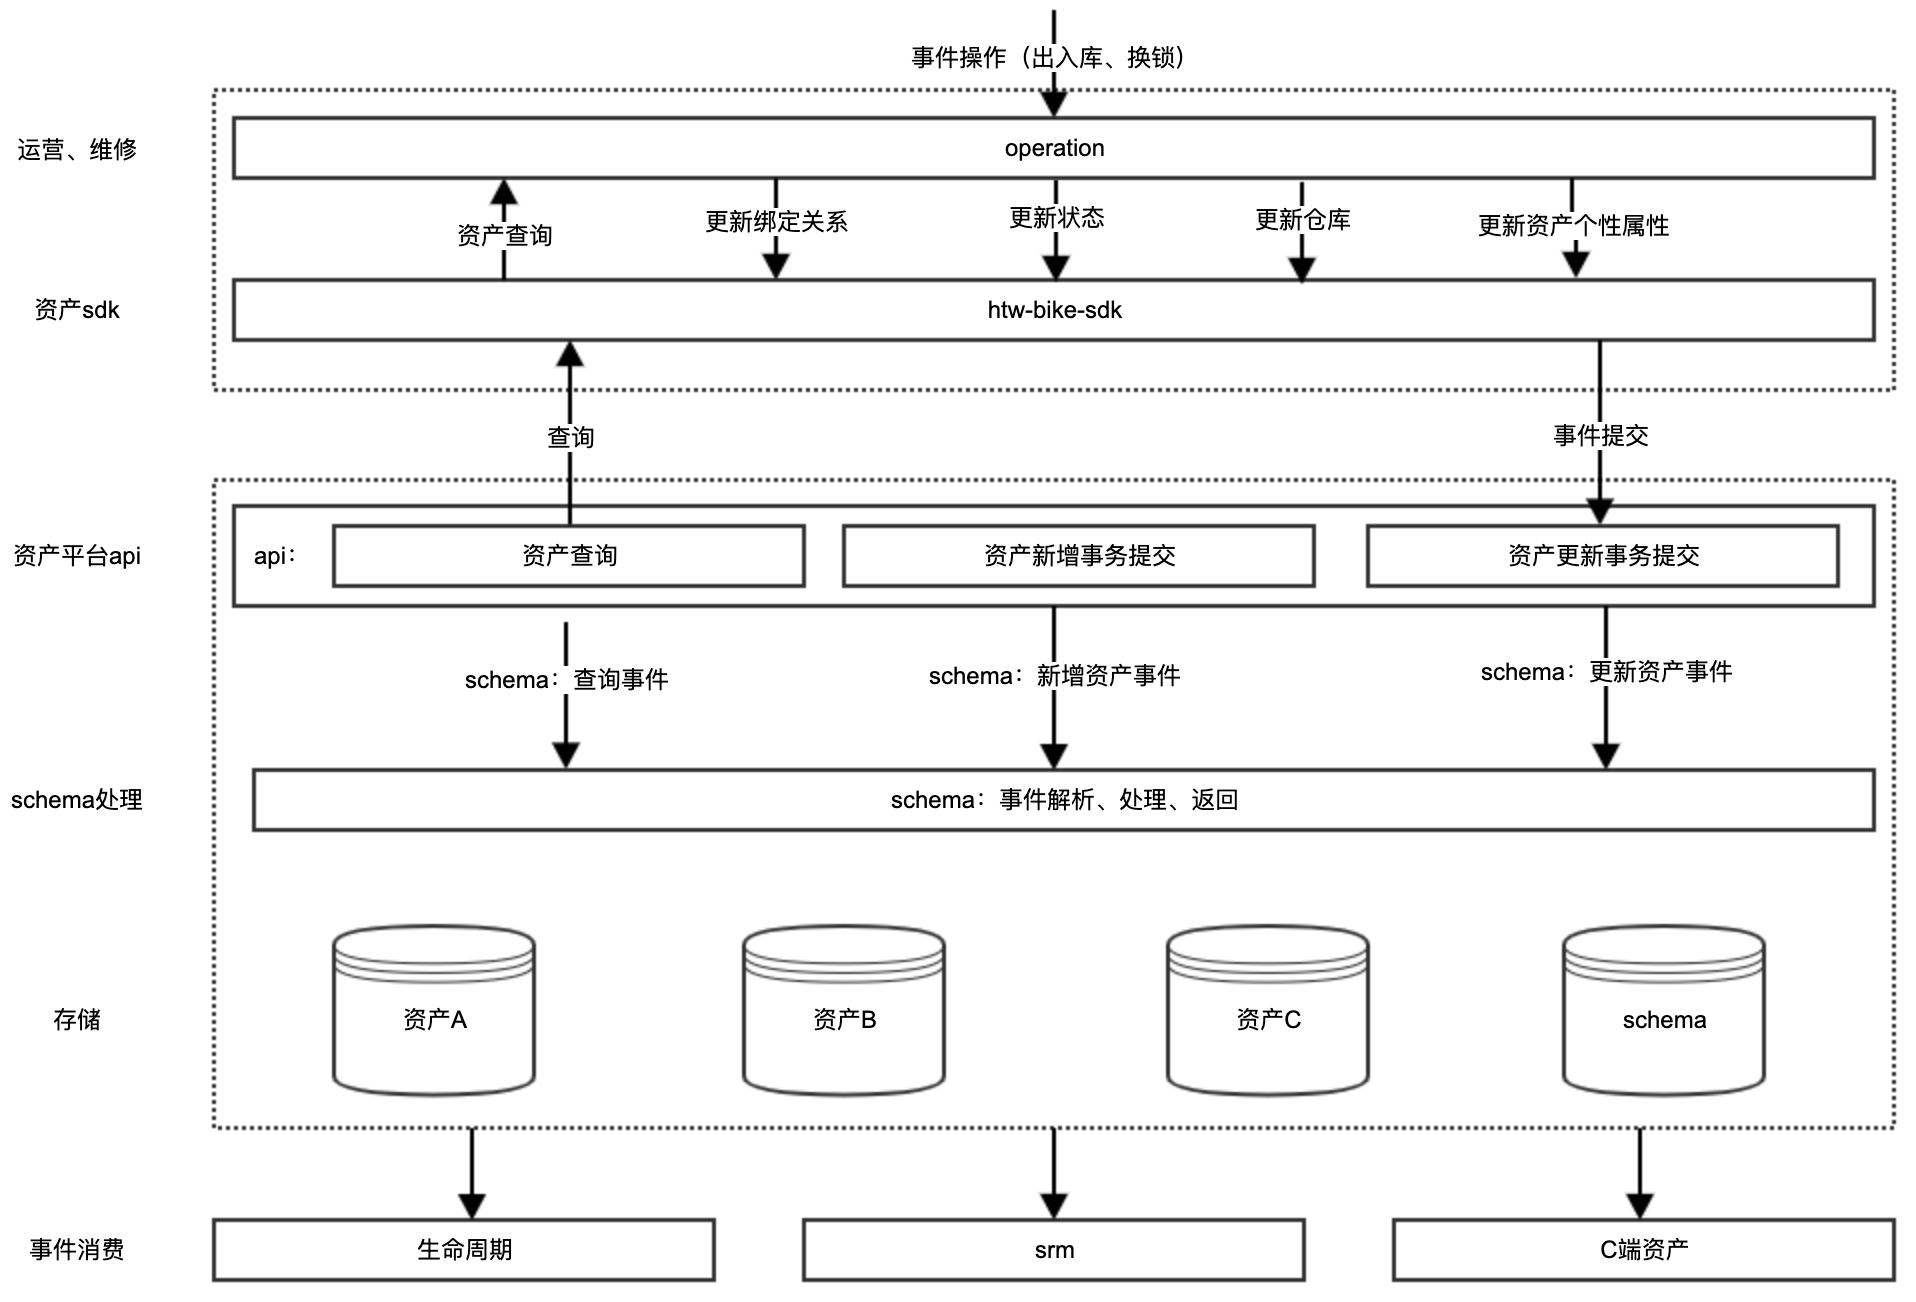 事件操作（出入库、换锁）
运营、维修
operation
资产查询
更新绑定关系
更新状态
更新仓库
更新资产个性属性
资产sdk
htw-bike-sdk
查询
事件提交
资产平台api
api：
资产查询
资产新增事务提交
资产更新事务提交
schema：查询事件
schema：新增资产事件
schema：更新资产事件
schema处理
schema：事件解析、处理、返回
存储
资产A
资产B
资产C
schema
事件消费
生命周期
srm
C端资产